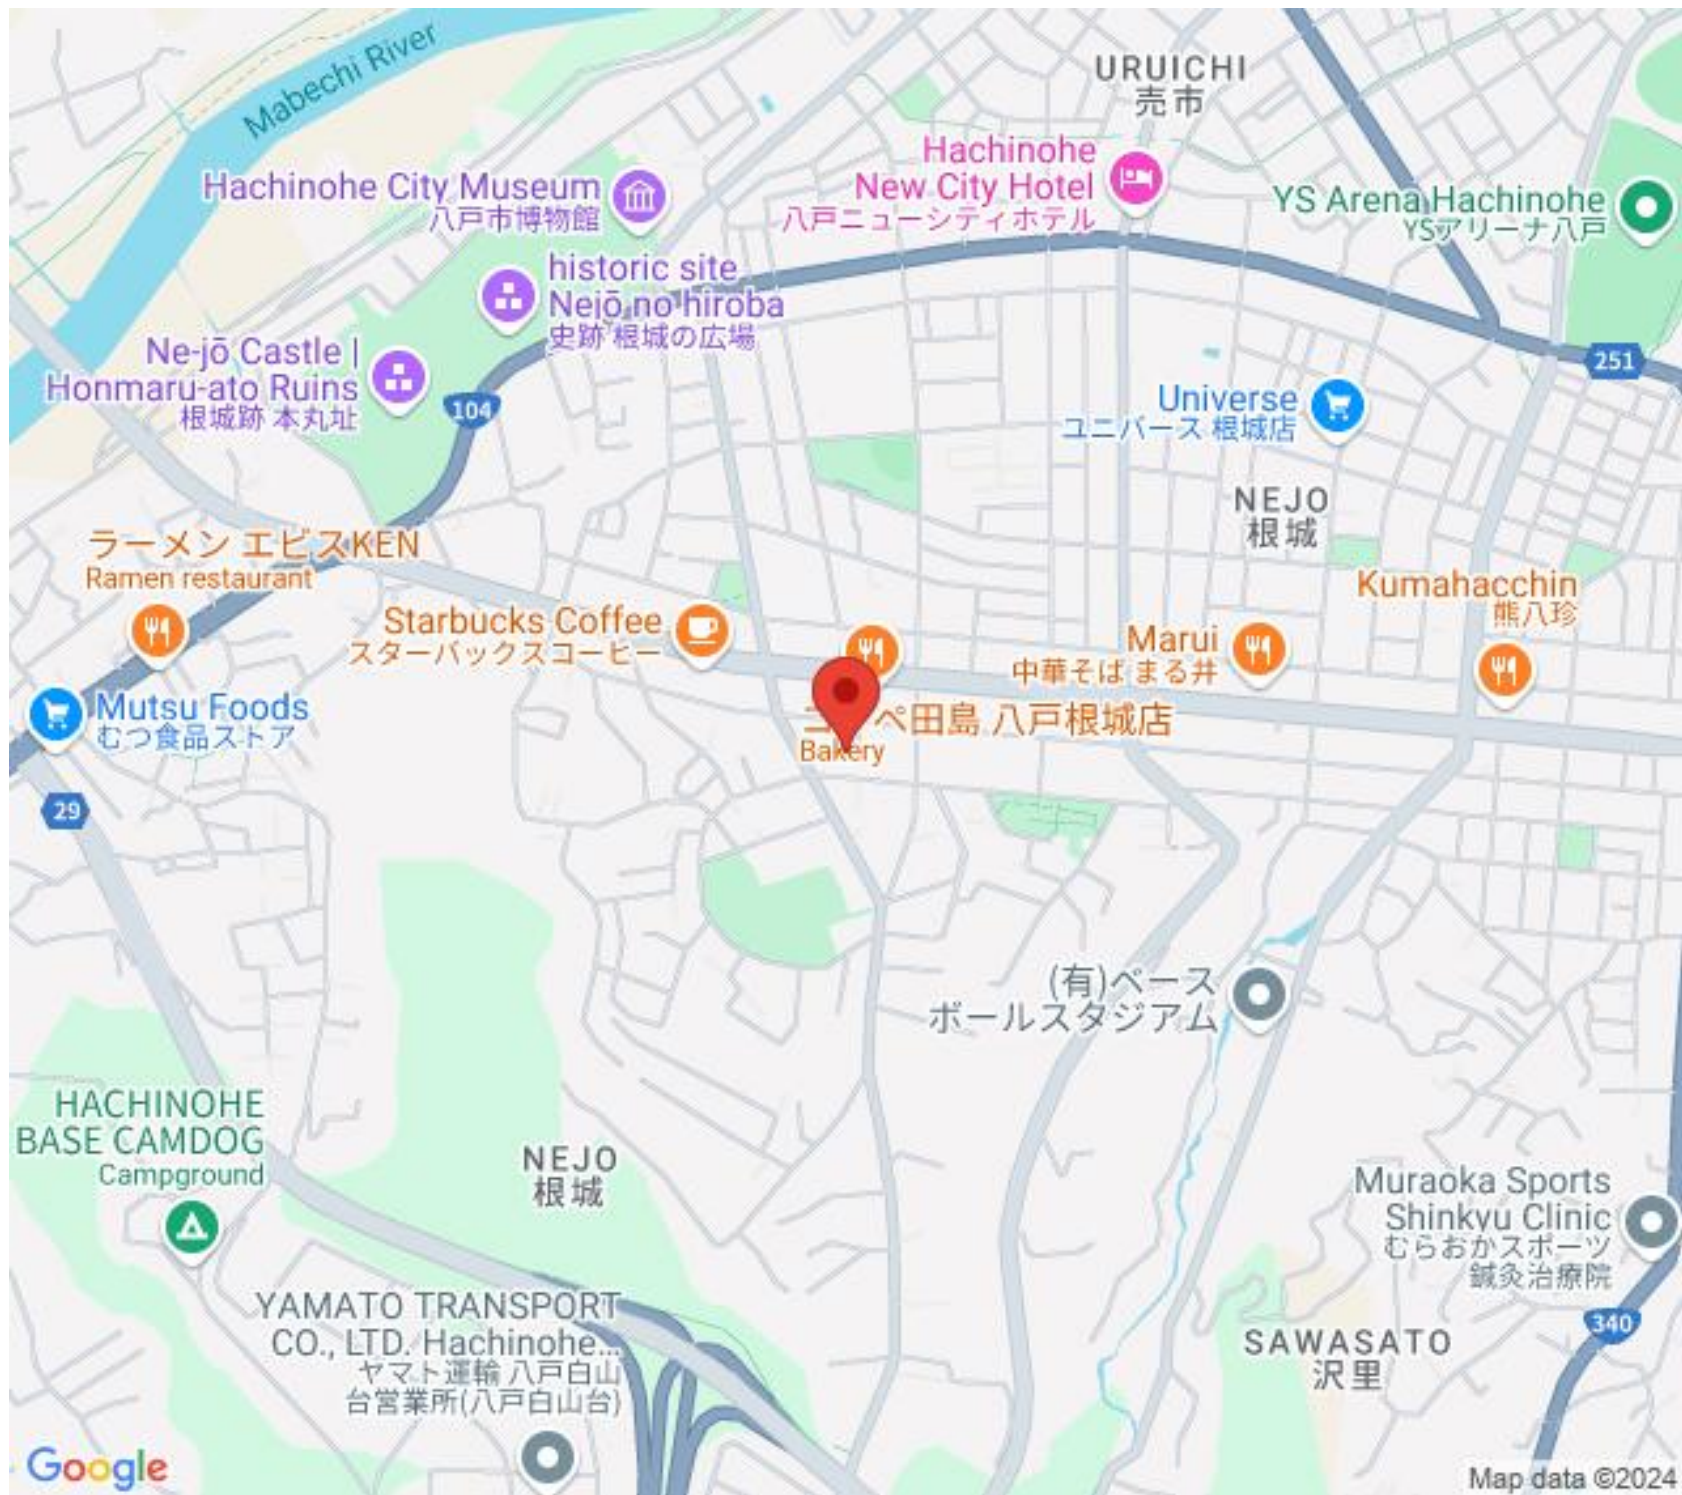 Mabechi River
URUICHI
売市
Hachinohe
New City Hotel
八戸ニューシティホテル
Hachinohe City Museum
八戸市博物館
YS Arena Hachinohe
YSアリーナ八戸
historic site
Nejō no hiroba
史跡 根城の広場
Ne-jō Castle |
Honmaru-ato Ruins
根城跡 本丸址
104
251
Universe
ユニバース 根城店
NEJO
根城
ラーメン エビスKEN
Ramen restaurant
Starbucks Coffee
スターバックスコーヒー
Marui
中華そば まる井
Kumahacchin
熊八珍
Mutsu Foods
むつ食品ストア
ペ田島 八戸根城店
Bakery
29
(有)ベース
ボールスタジアム
HACHINOHE
BASE CAMDOG
Campground
NEJO
根城
Muraoka Sports
Shinkyu Clinic
むらおかスポーツ
鍼灸治療院
YAMATO TRANSPORT
CO., LTD. Hachinohe...
ヤマト運輸 八戸白山
台営業所(八戸白山台)
SAWASATO
沢里
340
Google
Map data ©2024